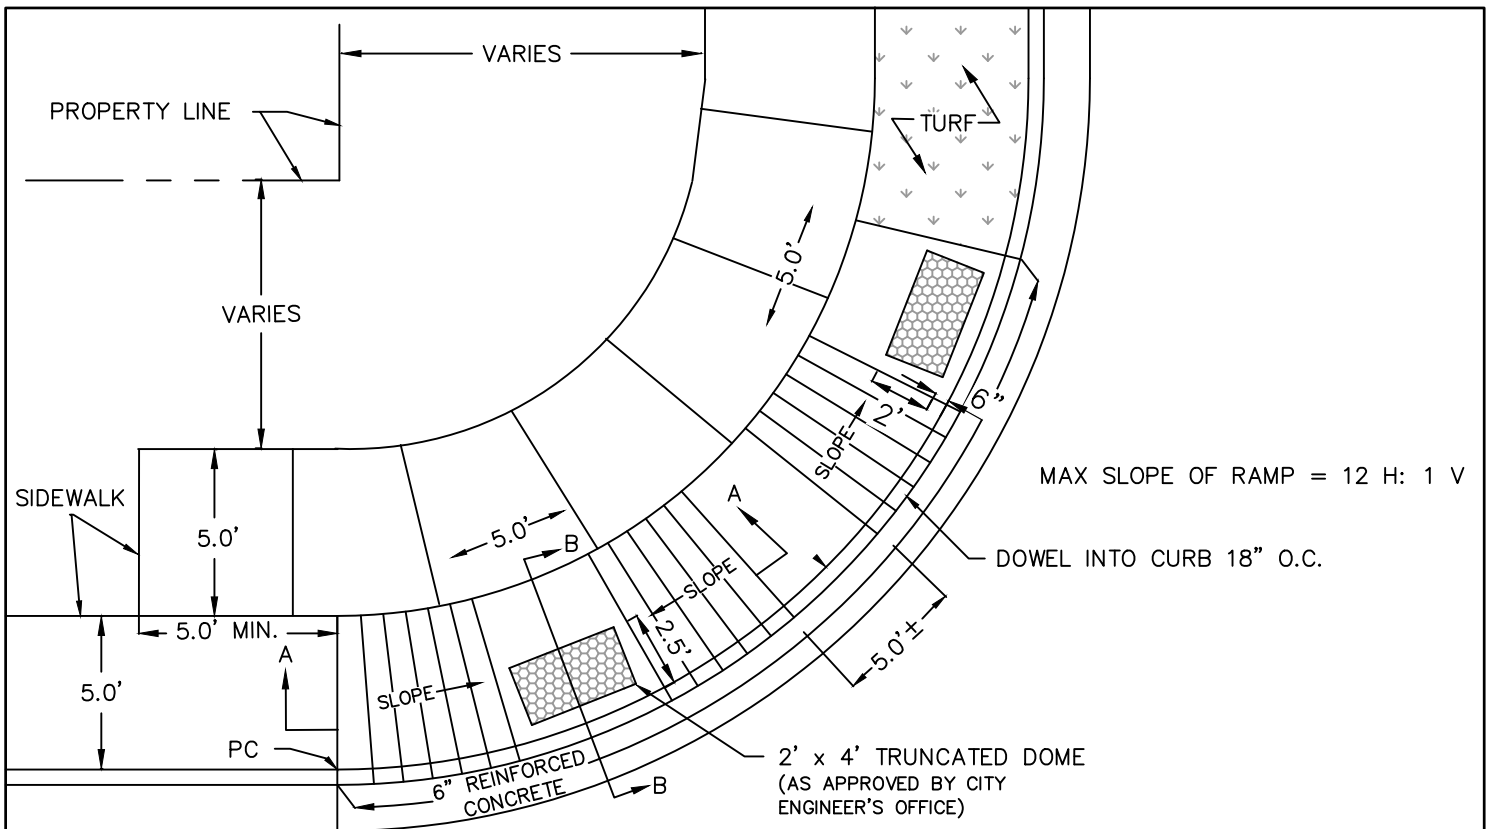 VARIES
PROPERTY LINE
TURF
VARIES
5.0'
6"
2'
SLOPE
MAX SLOPE OF RAMP = 12 H: 1 V
SIDEWALK
A
5.0'
5.0'
B
DOWEL INTO CURB 18" O.C.
SLOPE
5.0' MIN.
2.5'
5.0'±
A
5.0'
SLOPE
PC
2' x 4' TRUNCATED DOME
(AS APPROVED BY CITY
ENGINEER'S OFFICE)
6" REINFORCED
CONCRETE
B